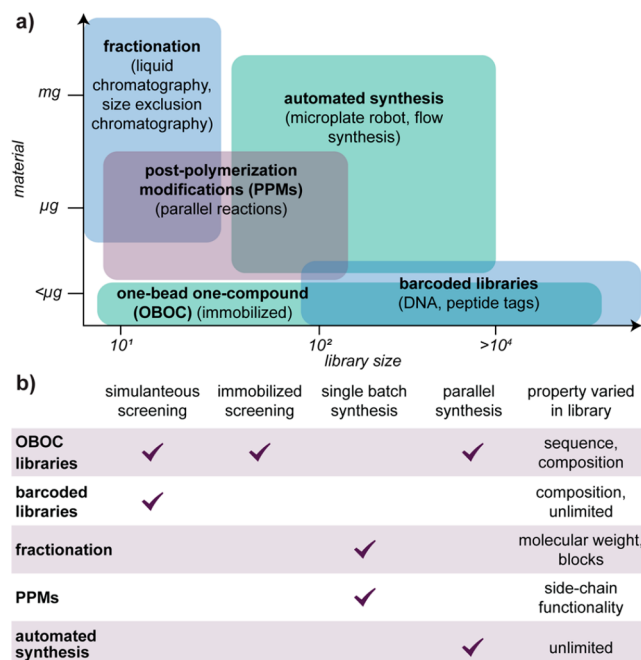 a)
fractionation
(liquid
chromatography,
size exclusion
chromatography)
automated synthesis
(microplate robot, flow
synthesis)
post-polymerization
modifications (PPMs)
(parallel reactions)
one-bead one-compound
(OBOC) (immobilized)
barcoded libraries
(DNA, peptide tags)
material
mg
µg
<µg
10¹
10²
>10⁴
library size
b)
simulanteous
screening
immobilized
screening
single batch
synthesis
parallel
synthesis
property varied
in library
OBOC
libraries
sequence,
composition
barcoded
libraries
composition,
unlimited
fractionation
molecular weight,
blocks
PPMs
side-chain
functionality
automated
synthesis
unlimited